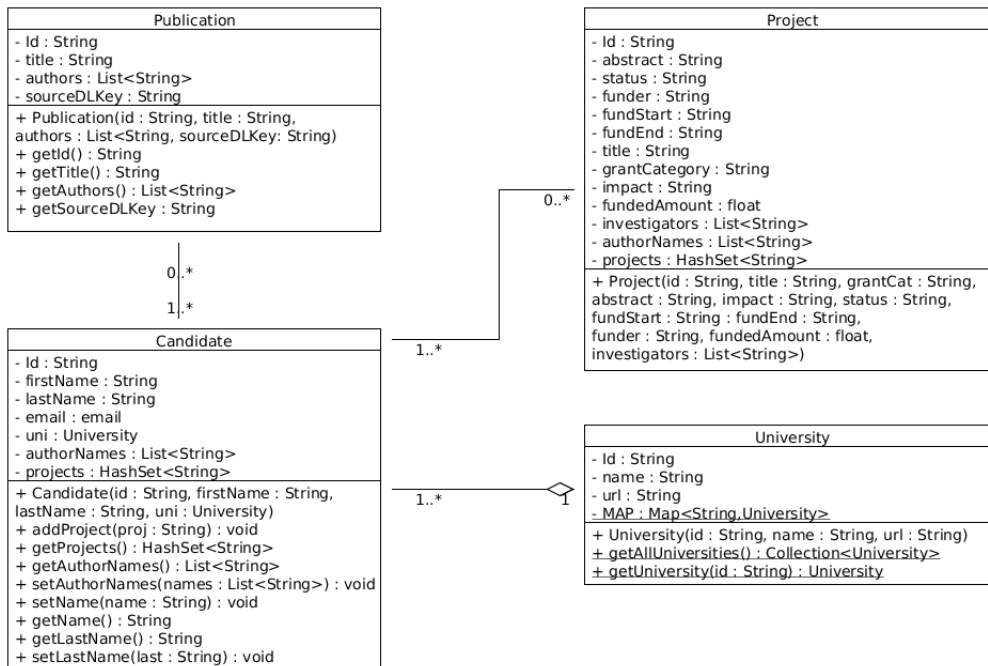 Publication
- Id : String
- title : String
- authors : List<String>
- sourceDLKey : String
+ Publication(id : String, title : String,
authors : List<String, sourceDLKey: String)
+ getId() : String
+ getTitle() : String
+ getAuthors() : List<String>
+ getSourceDLKey : String
0..*
1..*
Candidate
- Id : String
- firstName : String
- lastName : String
- email : email
- uni : University
- authorNames : List<String>
- projects : HashSet<String>
+ Candidate(id : String, firstName : String,
lastName : String, uni : University)
+ addProject(proj : String) : void
+ getProjects() : HashSet<String>
+ getAuthorNames() : List<String>
+ setAuthorNames(names : List<String>) : void
+ setName(name : String) : void
+ getName() : String
+ getLastName() : String
+ setLastName(last : String) : void
0..*
1..*
1..*
1
Project
- Id : String
- abstract : String
- status : String
- funder : String
- fundStart : String
- fundEnd : String
- title : String
- grantCategory : String
- impact : String
- fundedAmount : float
- investigators : List<String>
- authorNames : List<String>
- projects : HashSet<String>
+ Project(id : String, title : String, grantCat : String,
abstract : String, impact : String, status : String,
fundStart : String : fundEnd : String,
funder : String, fundedAmount : float,
investigators : List<String>)
University
- Id : String
- name : String
- url : String
- MAP : Map<String,University>
+ University(id : String, name : String, url : String)
+ getAllUniversities() : Collection<University>
+ getUniversity(id : String) : University